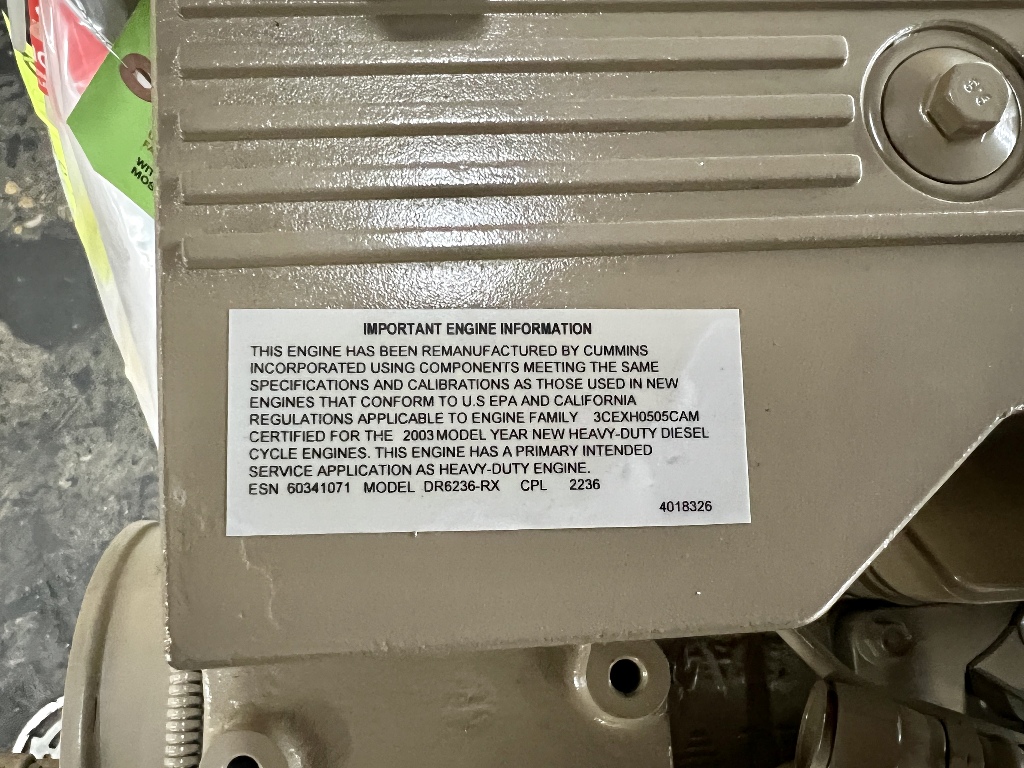 IMPORTANT ENGINE INFORMATION
THIS ENGINE HAS BEEN REMANUFACTURED BY CUMMINS
INCORPORATED USING COMPONENTS MEETING THE SAME
SPECIFICATIONS AND CALIBRATIONS AS THOSE USED IN NEW
ENGINES THAT CONFORM TO U.S EPA AND CALIFORNIA
REGULATIONS APPLICABLE TO ENGINE FAMILY 3CEXH0505CAM
CERTIFIED FOR THE 2003 MODEL YEAR NEW HEAVY-DUTY DIESEL
CYCLE ENGINES. THIS ENGINE HAS A PRIMARY INTENDED
SERVICE APPLICATION AS HEAVY-DUTY ENGINE.
ESN 60341071 MODEL DR6236-RX CPL 2236
4018326